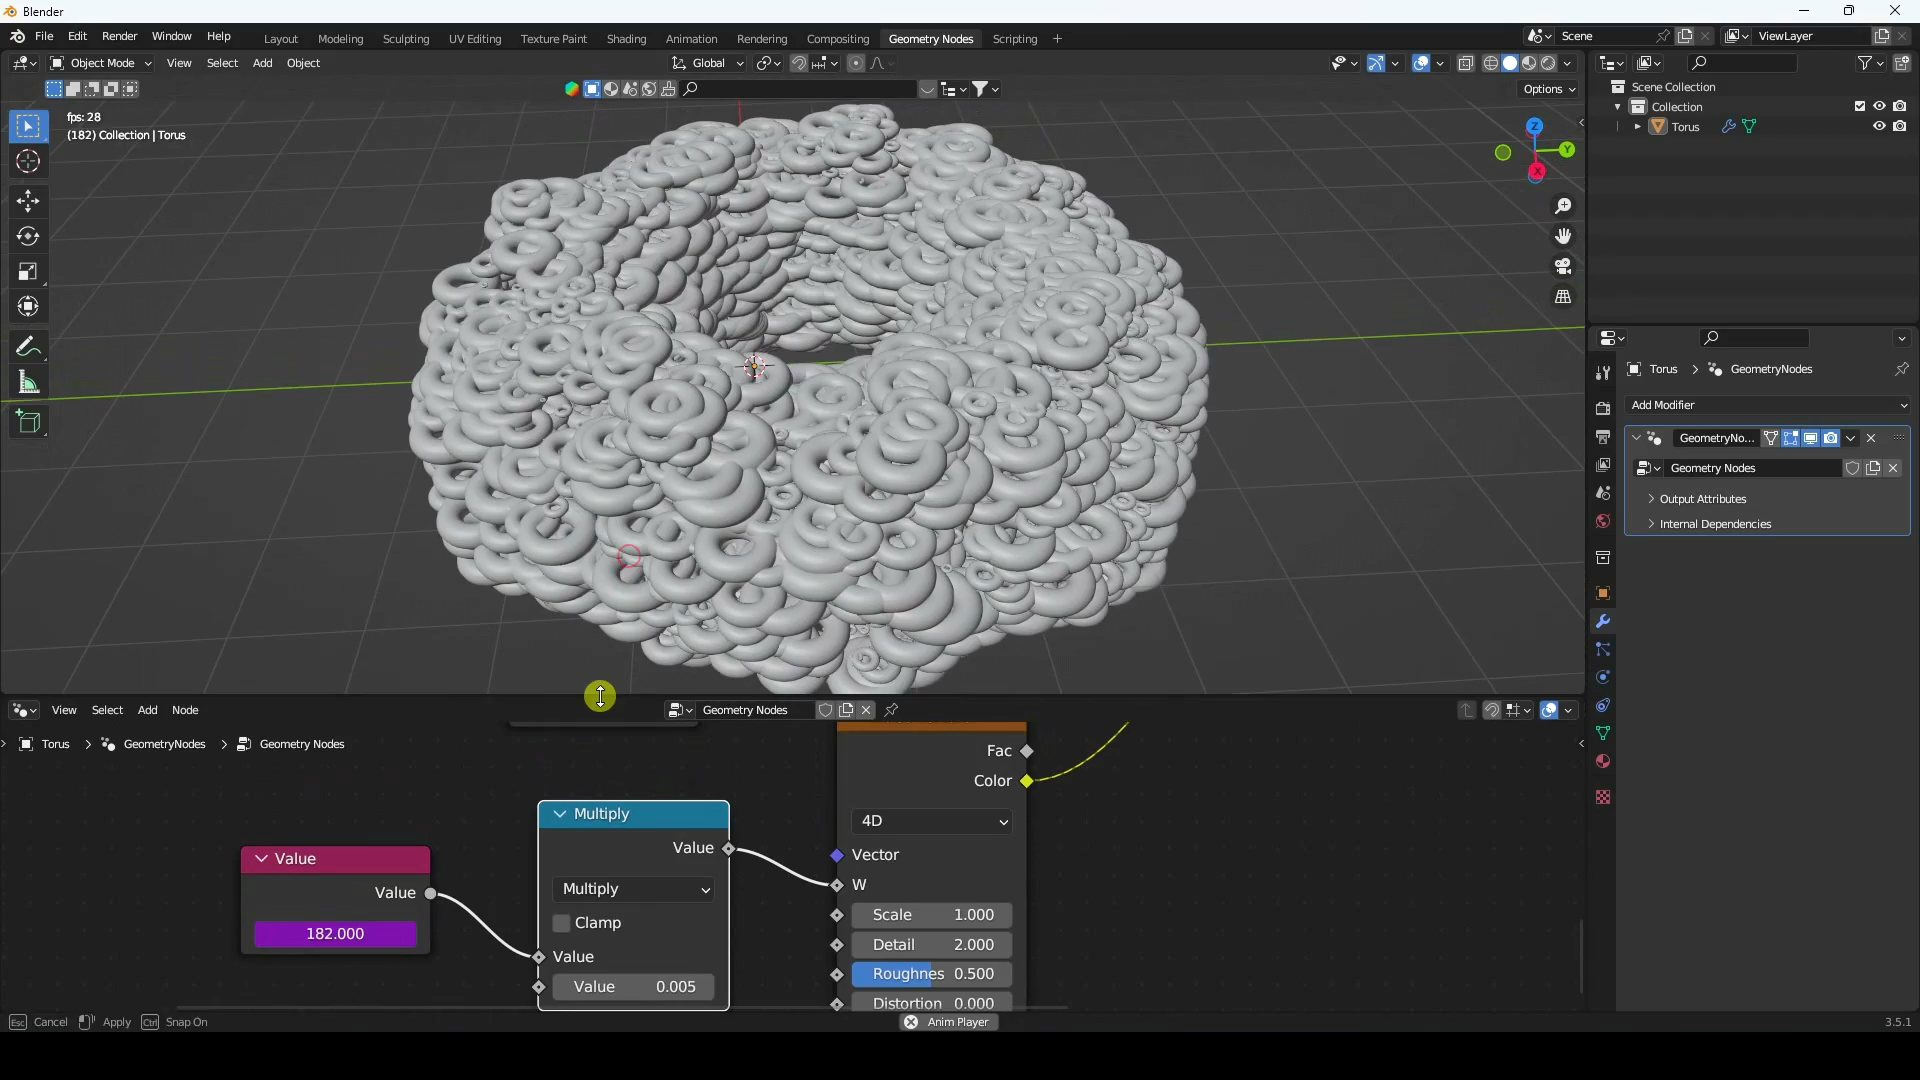 Blender
File Edit Render Window Help
Layout Modeling Sculpting UV Editing Texture Paint Shading Animation Rendering Compositing Geometry Nodes Scripting
Scene ViewLayer
Object Mode View Select Add Object
Global
Options
fps: 28
(182) Collection | Torus
Z
Y
X
Scene Collection
Collection
Torus
Torus > GeometryNodes
Add Modifier
GeometryNo...
Geometry Nodes
Output Attributes
Internal Dependencies
View Select Add Node
Geometry Nodes
Torus > GeometryNodes > Geometry Nodes
Value
Value
182.000
Multiply
Value
Multiply
Clamp
Value
Value 0.005
Fac
Color
4D
Vector
W
Scale 1.000
Detail 2.000
Roughnes 0.500
Distortion 0.000
Esc Cancel Apply Ctrl Snap On
Anim Player
3.5.1